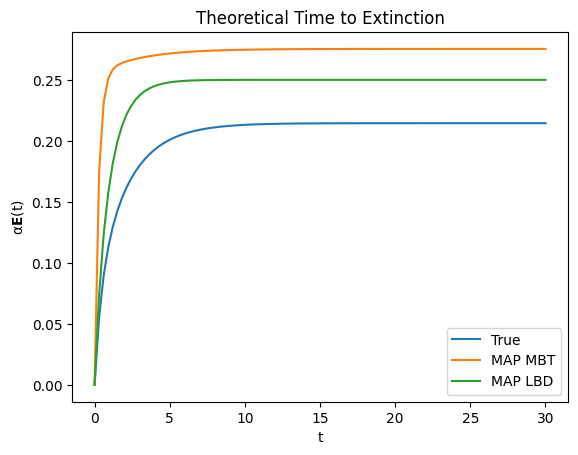 Theoretical Time to Extinction
α𝐄(t)
0.25
0.20
0.15
0.10
0.05
0.00
0 5 10 15 20 25 30
t
True
MAP MBT
MAP LBD